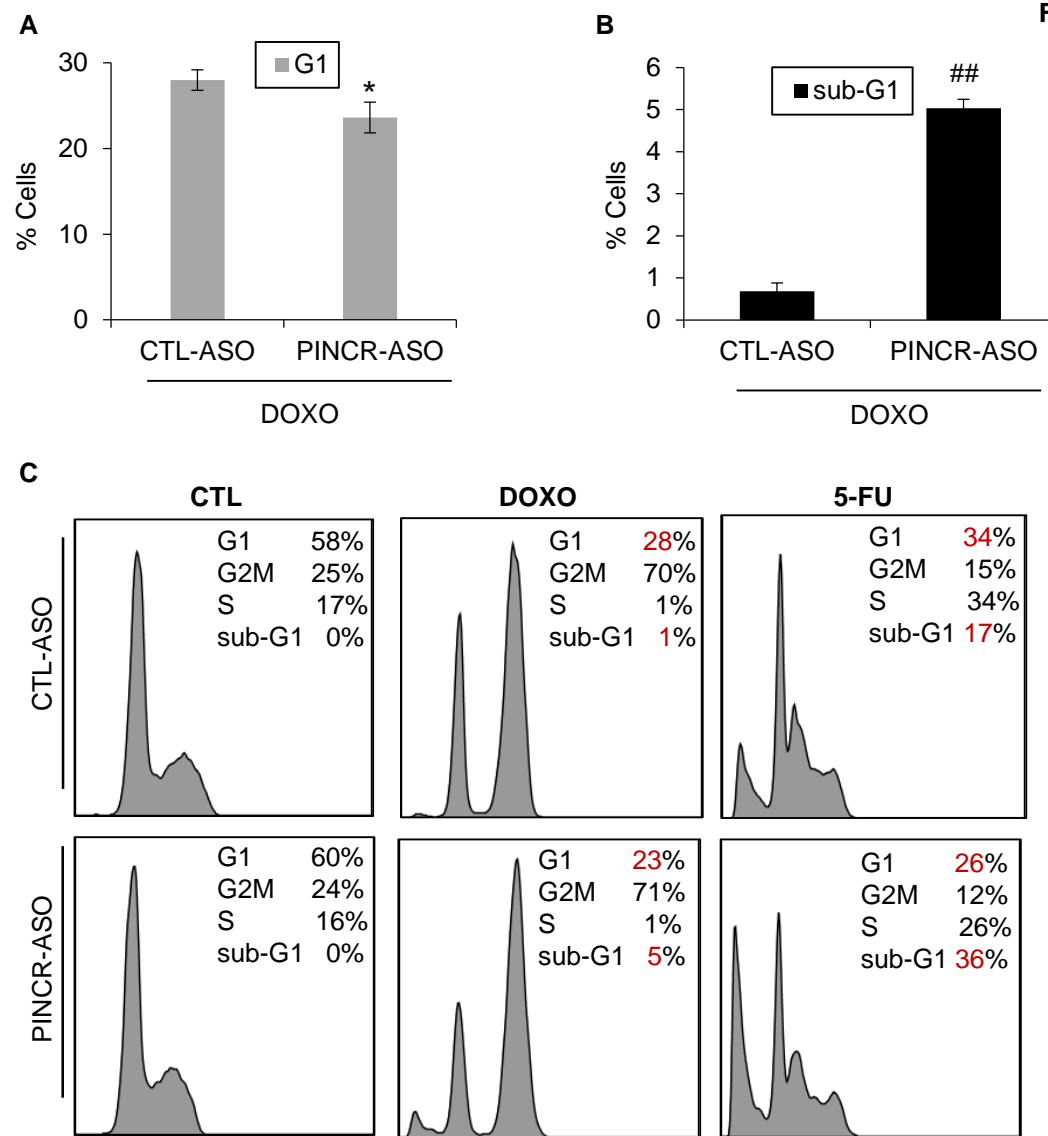 A
G1
*
30
20
10
0
% Cells
CTL-ASO PINCR-ASO
DOXO
B
F
sub-G1
##
6
5
4
3
2
1
0
% Cells
CTL-ASO PINCR-ASO
DOXO
C
CTL DOXO 5-FU
CTL-ASO
G1 58%
G2M 25%
S 17%
sub-G1 0%
G1 28%
G2M 70%
S 1%
sub-G1 1%
G1 34%
G2M 15%
S 34%
sub-G1 17%
PINCR-ASO
G1 60%
G2M 24%
S 16%
sub-G1 0%
G1 23%
G2M 71%
S 1%
sub-G1 5%
G1 26%
G2M 12%
S 26%
sub-G1 36%